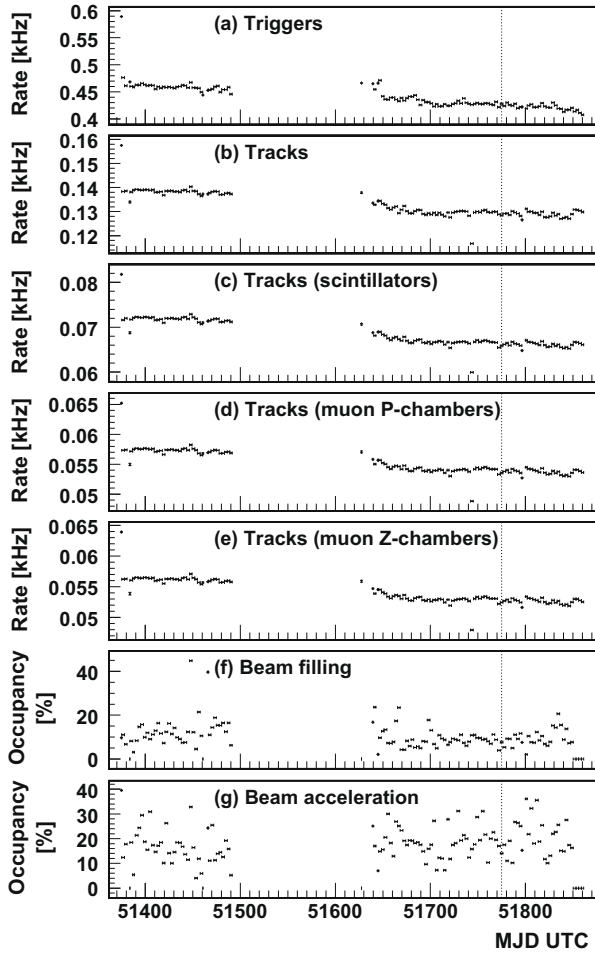 (a) Triggers
Rate [kHz]
0.6
0.55
0.5
0.45
0.4
(b) Tracks
Rate [kHz]
0.16
0.15
0.14
0.13
0.12
(c) Tracks (scintillators)
Rate [kHz]
0.08
0.07
0.06
(d) Tracks (muon P-chambers)
Rate [kHz]
0.065
0.06
0.055
0.05
(e) Tracks (muon Z-chambers)
Rate [kHz]
0.065
0.06
0.055
0.05
(f) Beam filling
Occupancy
[%]
40
20
0
(g) Beam acceleration
Occupancy
[%]
40
30
20
10
0
51400 51500 51600 51700 51800
MJD UTC